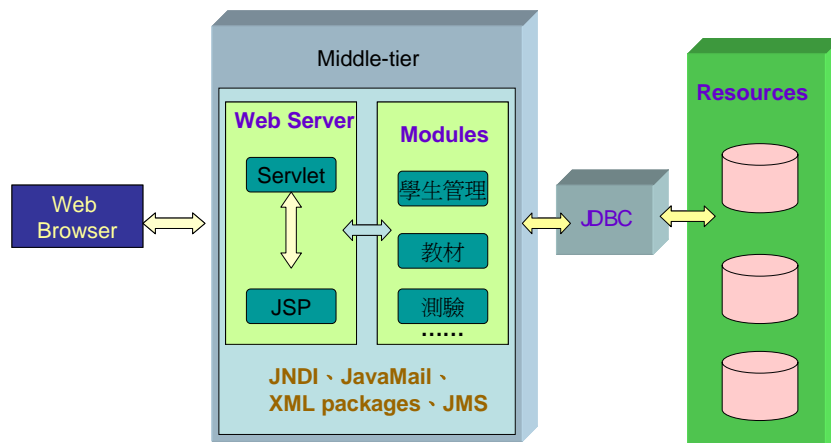 Middle-tier
Web Server
Servlet
JSP
Modules
學生管理
教材
測驗
……
JNDI、JavaMail、
XML packages、JMS
Web
Browser
JDBC
Resources